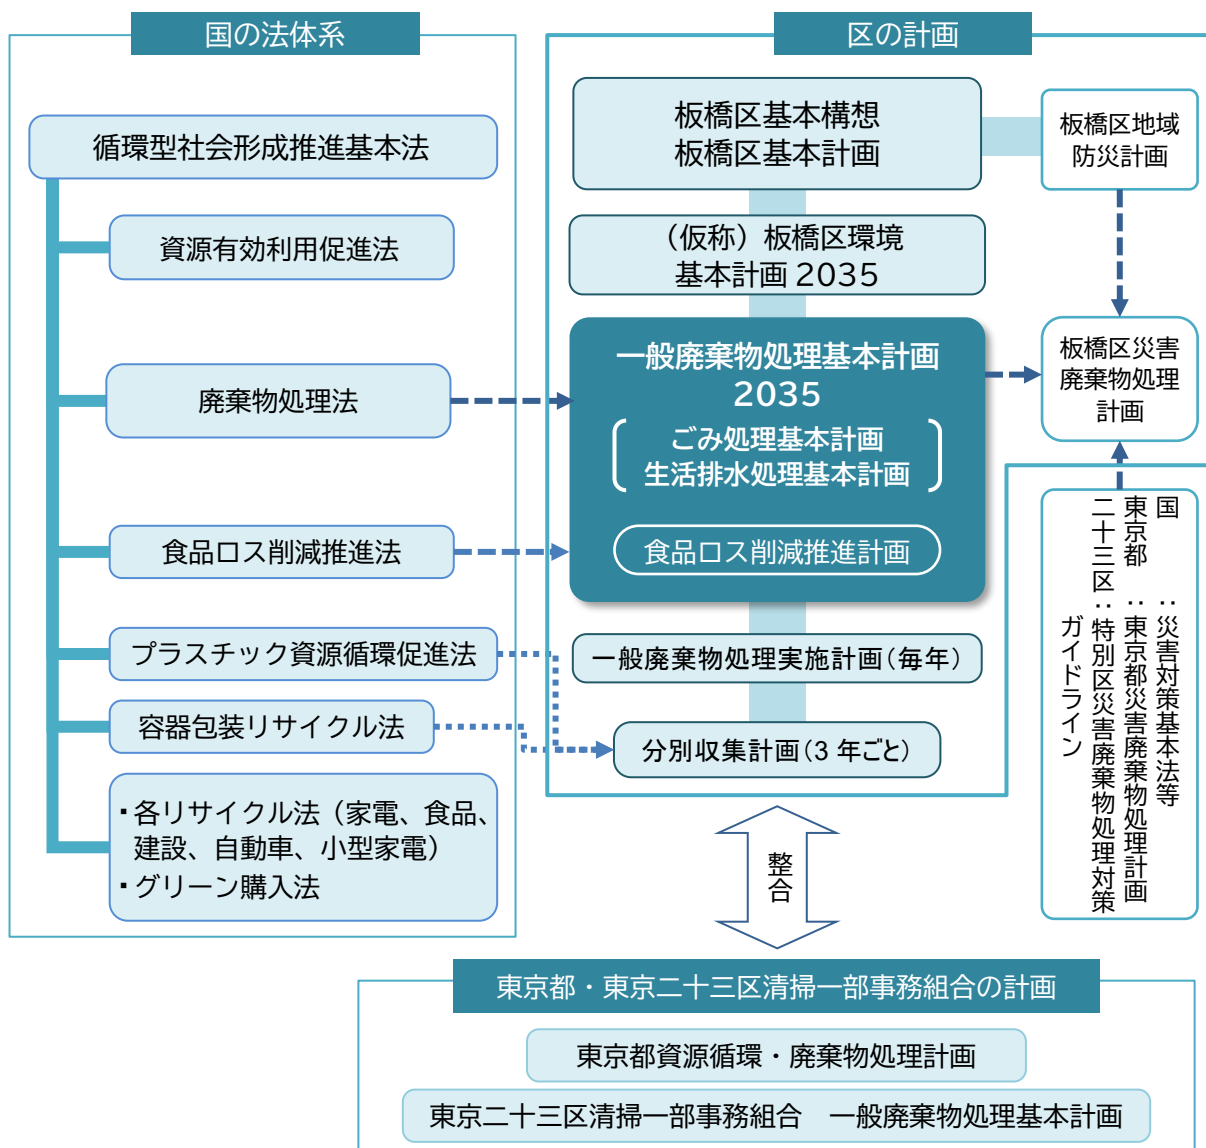 国の法体系
循環型社会形成推進基本法
資源有効利用促進法
廃棄物処理法
食品ロス削減推進法
プラスチック資源循環促進法
容器包装リサイクル法
・各リサイクル法（家電、食品、
建設、自動車、小型家電）
・グリーン購入法
区の計画
板橋区基本構想
板橋区基本計画
（仮称）板橋区環境
基本計画 2035
一般廃棄物処理基本計画
2035
ごみ処理基本計画
生活排水処理基本計画
食品ロス削減推進計画
一般廃棄物処理実施計画（毎年）
分別収集計画（3 年ごと）
板橋区地域
防災計画
板橋区災害
廃棄物処理
計画
国　　：災害対策基本法等
東京都　：東京都災害廃棄物処理計画
二十三区：特別区災害廃棄物処理対策
ガイドライン
整合
東京都・東京二十三区清掃一部事務組合の計画
東京都資源循環・廃棄物処理計画
東京二十三区清掃一部事務組合　一般廃棄物処理基本計画